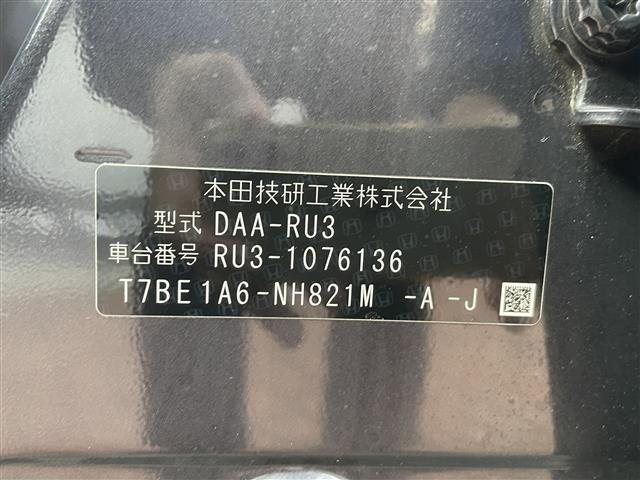 本田技研工業株式会社
型式 DAA-RU3
車台番号 RU3-1076136
T7BE1A6-NH821M -A -J